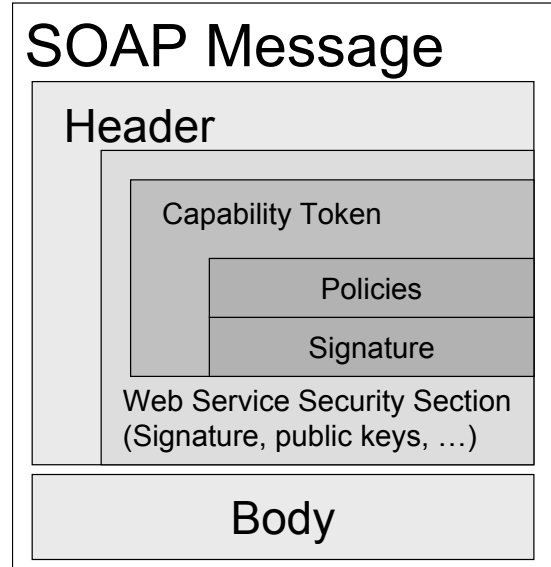 SOAP Message
Header
Capability Token
Policies
Signature
Web Service Security Section
(Signature, public keys, …)
Body